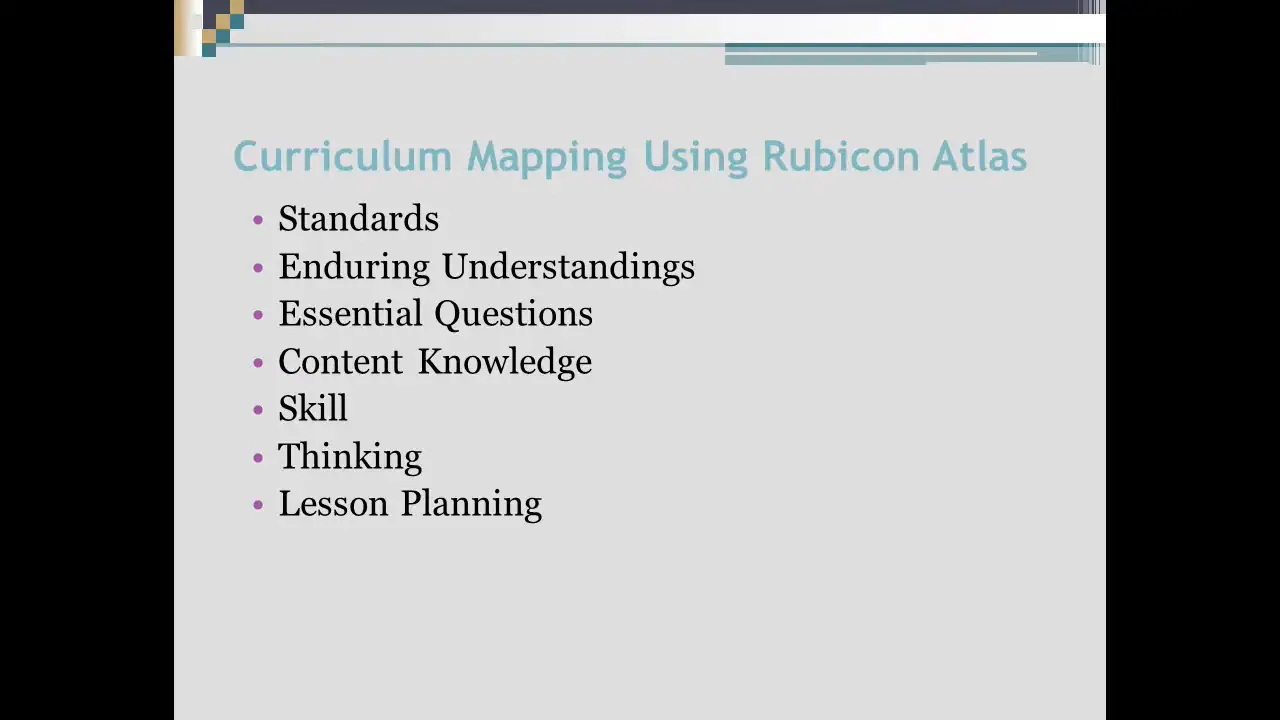 Curriculum Mapping Using Rubicon Atlas
• Standards
• Enduring Understandings
• Essential Questions
• Content Knowledge
• Skill
• Thinking
• Lesson Planning